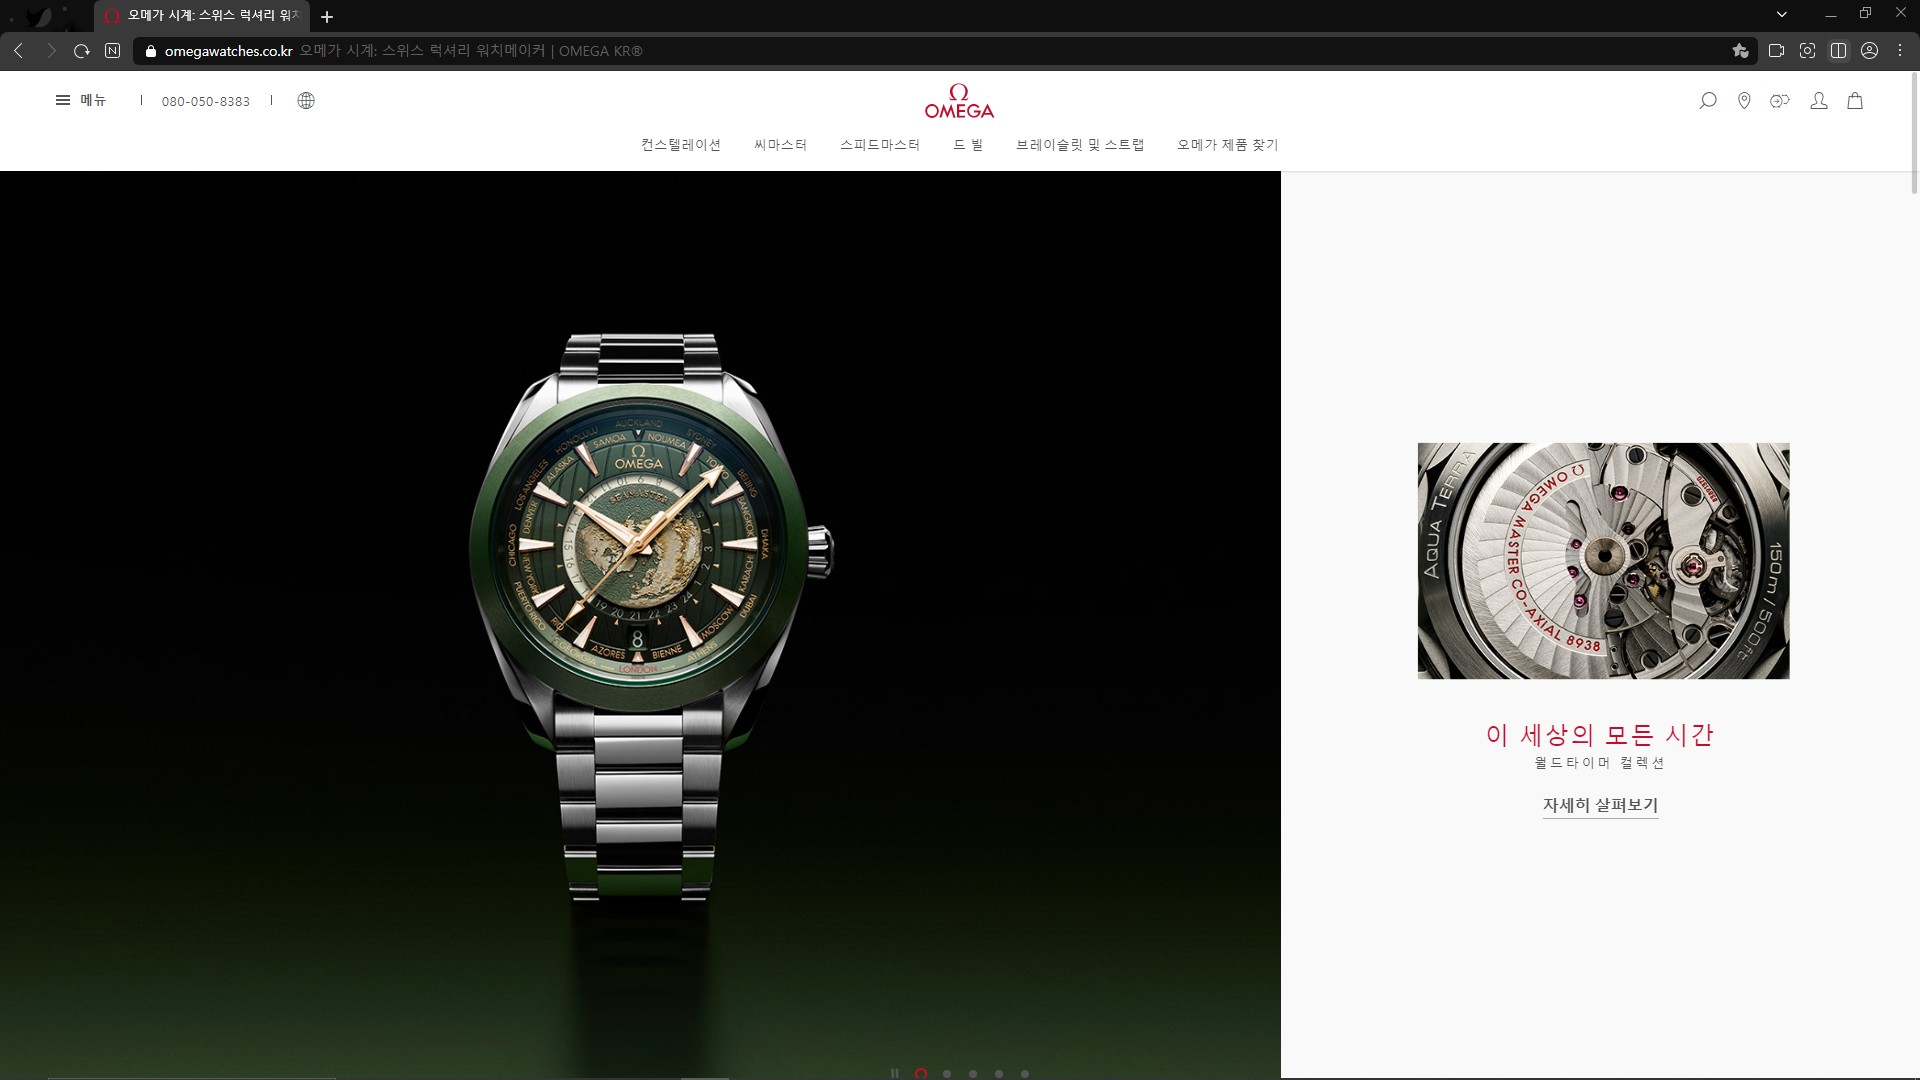 오메가 시계: 스위스 럭셔리 워치
omegawatches.co.kr 오메가 시계: 스위스 럭셔리 워치메이커 | OMEGA KR®
메뉴
080-050-8383
OMEGA
컨스텔레이션 씨마스터 스피드마스터 드 빌 브레이슬릿 및 스트랩 오메가 제품 찾기
AUCKLAND
HONOLULU
SYDNEY
SAMOA
NOUMEA
ALASKA
TOKYO
LOS ANGELES
BEIJING
OMEGA
SEAMASTER
DENVER
BANGKOK
CHICAGO
DHAKA
NEW YORK
KARACHI
PUERTO RICO
DUBAI
RIO
MOSCOW
19 20 21 22 23 24
8
AZORES
BIENNE
ATHENS
LONDON
AQUA TERRA
OMEGA MASTER CO-AXIAL 8938
150m / 500ft
이 세상의 모든 시간
월드타이머 컬렉션
자세히 살펴보기